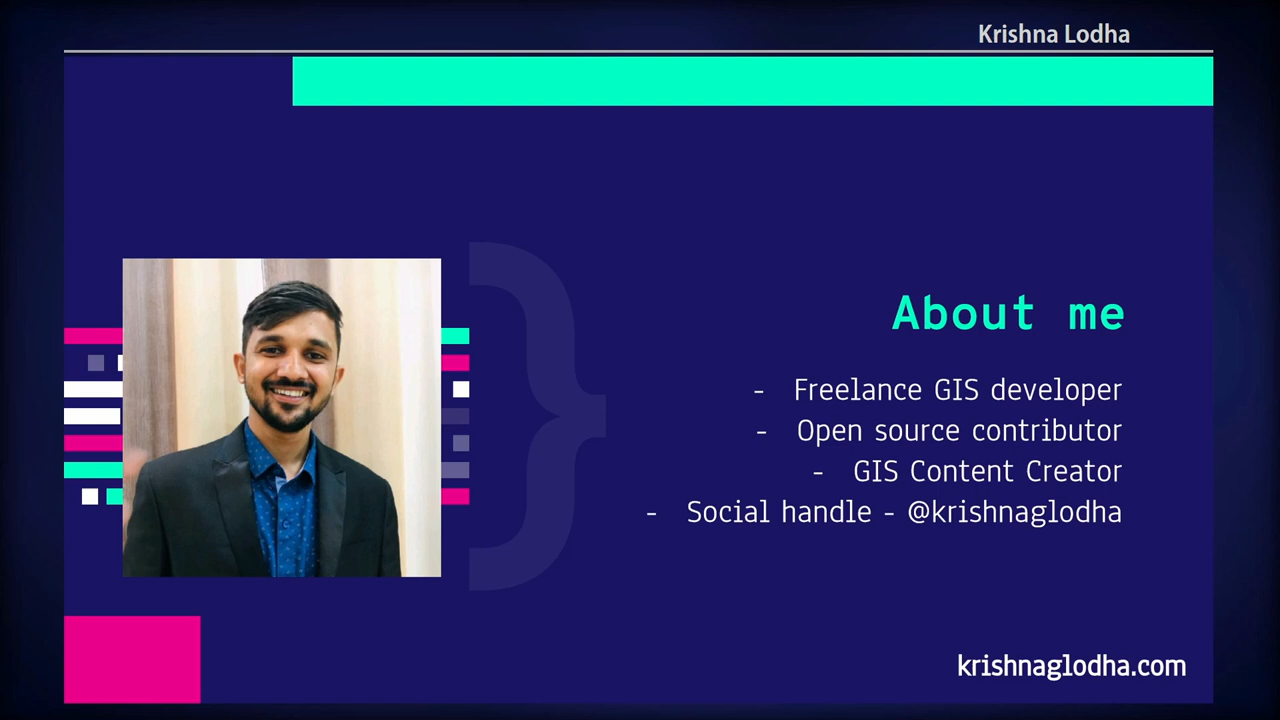 Krishna Lodha
About me
- Freelance GIS developer
- Open source contributor
- GIS Content Creator
- Social handle - @krishnaglodha
krishnaglodha.com